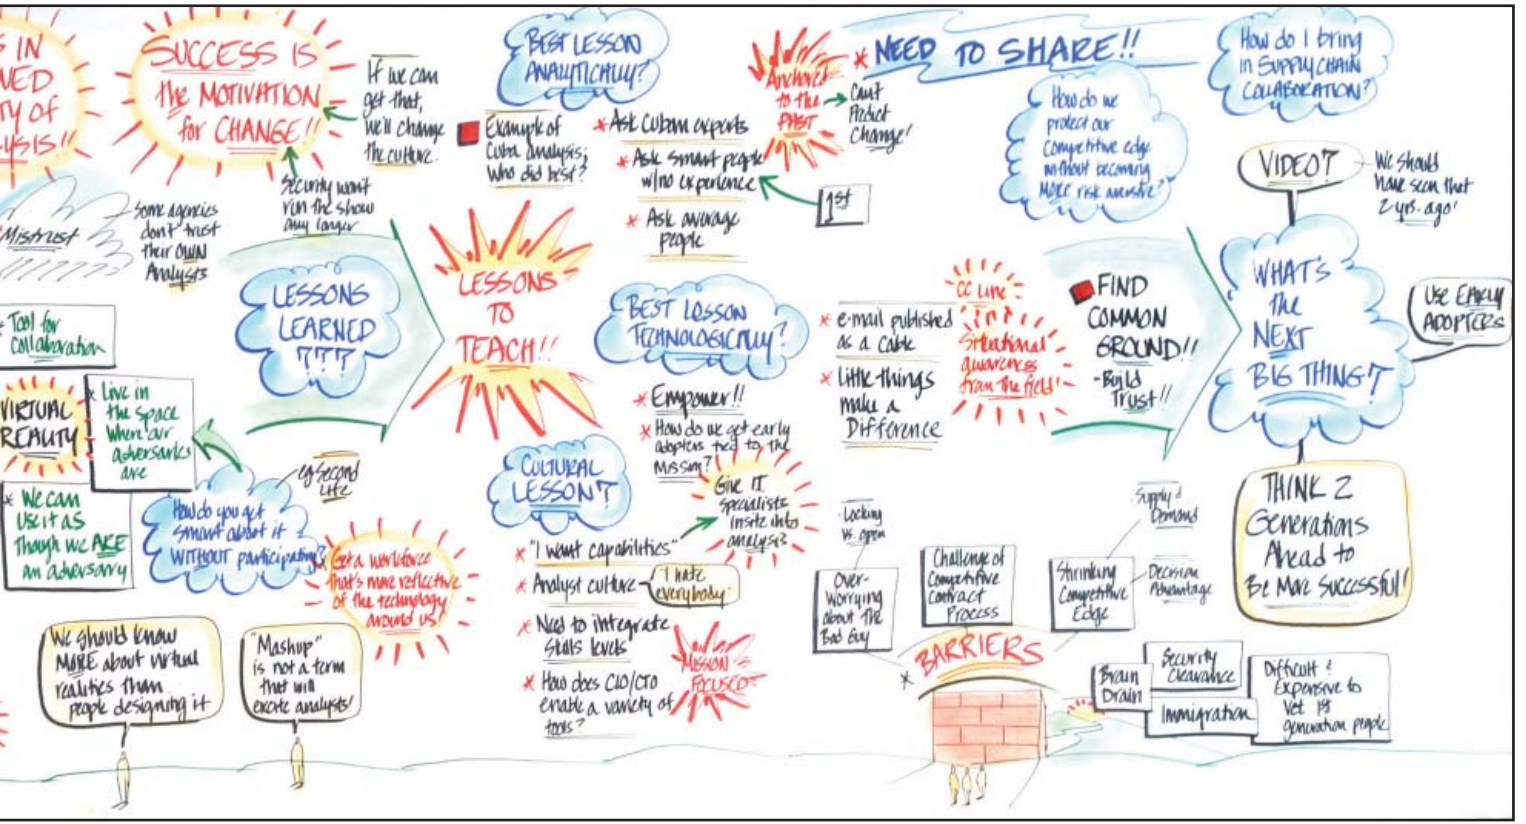 S IN
VED
TY OF
YSIS!!
SUCCESS IS
the MOTIVATION
for CHANGE!!
If we can
get that,
we'll change
the culture.
Security won't
run the show
any longer
Mistrust
Some agencies
don't trust
their OWN
Analysts
Tool for
collaboration
VIRTUAL
REALITY
* Live in
the space
where our
adversaries
are
* We can
use it as
though we ARE
an adversary
How do you get
smart about it
WITHOUT participating?
eg Second
Life
Get a workforce
that's more reflective
of the technology
around us!
We should know
MORE about virtual
realities than
people designing it
"Mashup"
is not a term
that will
excite analysts!
LESSONS
LEARNED
???
LESSONS
TO
TEACH!!
BEST LESSON
ANALYTICALLY?
Example of
Cuba analysis;
Who did best?
* Ask Cuban experts
* Ask smart people
w/no experience
* Ask average
people
1st
Anchored
to the
PAST
Can't
Predict
Change!
* NEED TO SHARE!!
How do we
protect our
competitive edge
without becoming
MORE risk aversive?
How do I bring
in SUPPLY CHAIN
COLLABORATION?
VIDEO?
We should
have seen that
2 yrs. ago!
BEST LOSSON
TECHNOLOGICALLY?
* Empower!!
* How do we get early
adopters tied to the
Mission?
* e-mail published
as a cable
* Little things
make a
Difference
CC Line
Situational
awareness
from the field!
FIND
COMMON
GROUND!!
- Build
Trust!!
WHAT'S
the
NEXT
BIG THING?
Use EARLY
ADOPTERS
THINK 2
Generations
Ahead to
Be More Successful!
CULTURAL
LESSON?
Give IT
specialists
insite into
analysis
* "I want capabilities"
* Analyst culture
"I hate
everybody"
* Need to integrate
skills levels
* How does CIO/CTO
enable a variety of
tools?
MISSION
FOCUSED
-Locking
vs. open
Over-
Worrying
about the
Bad Guy
Challenge of
Competitive
Contract
Process
Shrinking
Competitive
Edge
-Supply &
Demand
-Decision
Advantage
* BARRIERS
Brain
Drain
Security
Clearance
Immigration
Difficult &
Expensive to
Vet 1st
generation people